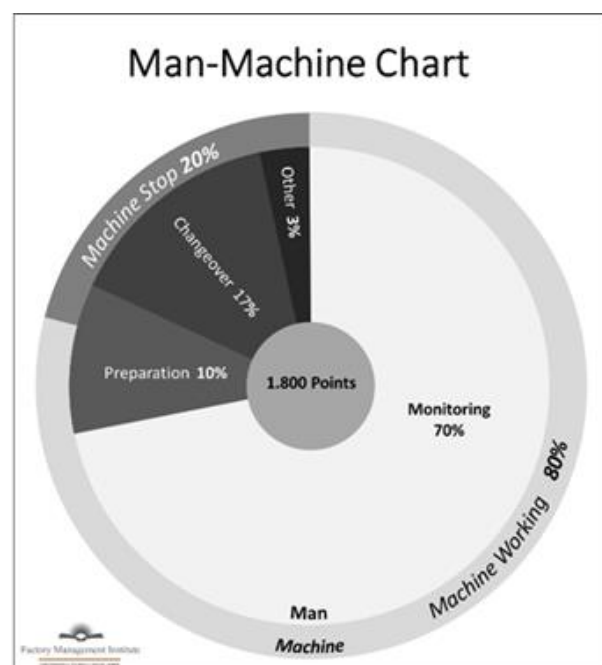 Man-Machine Chart
Machine Stop 20%
Other 3%
Changeover 17%
Preparation 10%
1.800 Points
Monitoring
70%
Machine Working 80%
Man
Machine
Factory Management Institute